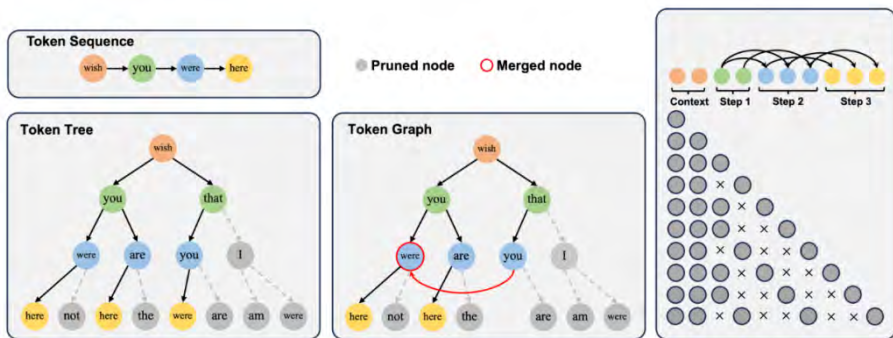 Token Sequence
wish you were here
Pruned node
Merged node
Token Tree
wish
you that
were are you I
here not here the were are am were
Token Graph
wish
you that
were are you I
here not here the are am were
Context Step 1 Step 2 Step 3
×
× ×
× ×
× × ×
× × × ×
× × × ×
× × × × ×